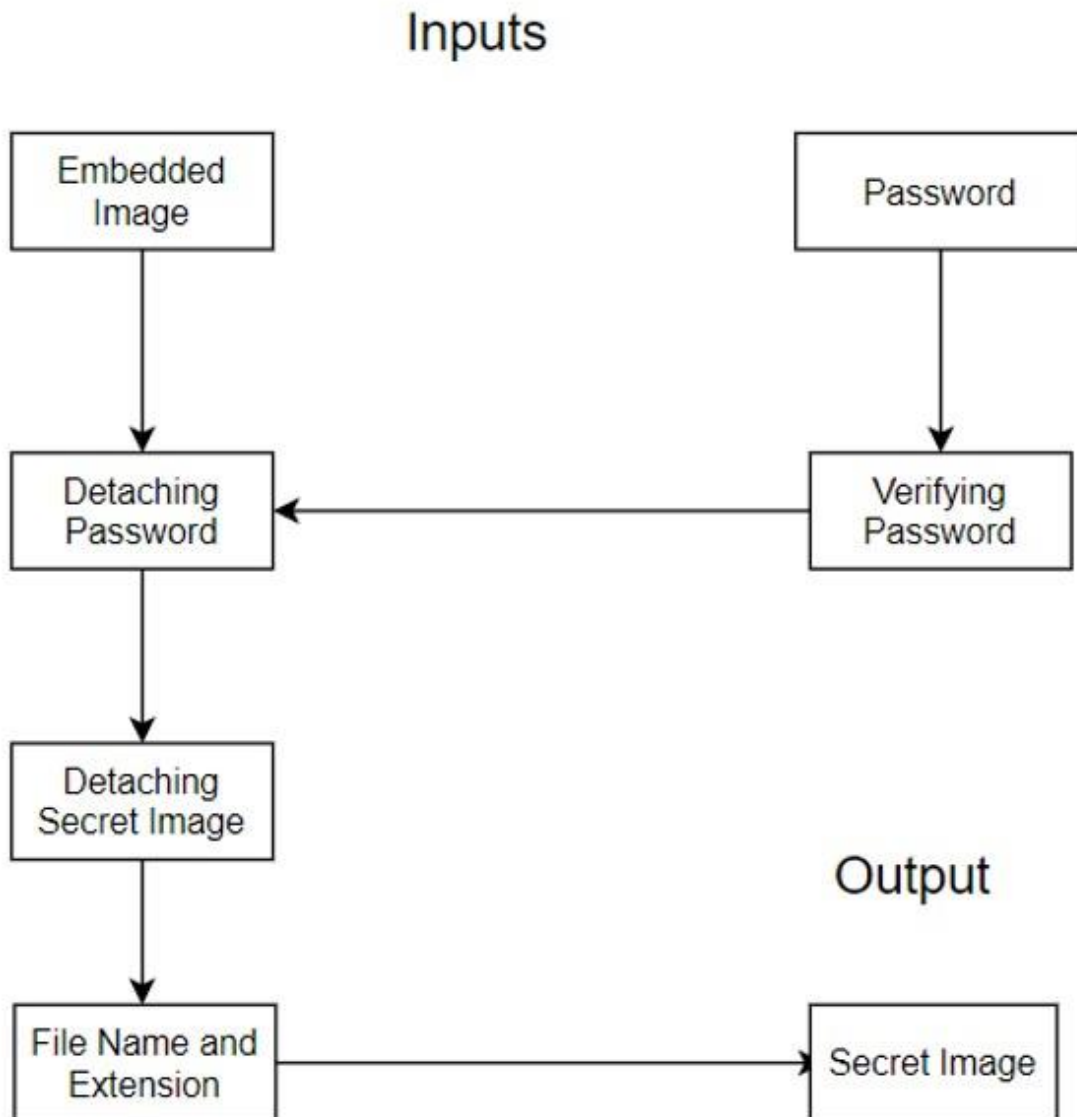 Inputs
Embedded
Image
Password
Detaching
Password
Verifying
Password
Detaching
Secret Image
Output
File Name and
Extension
Secret Image